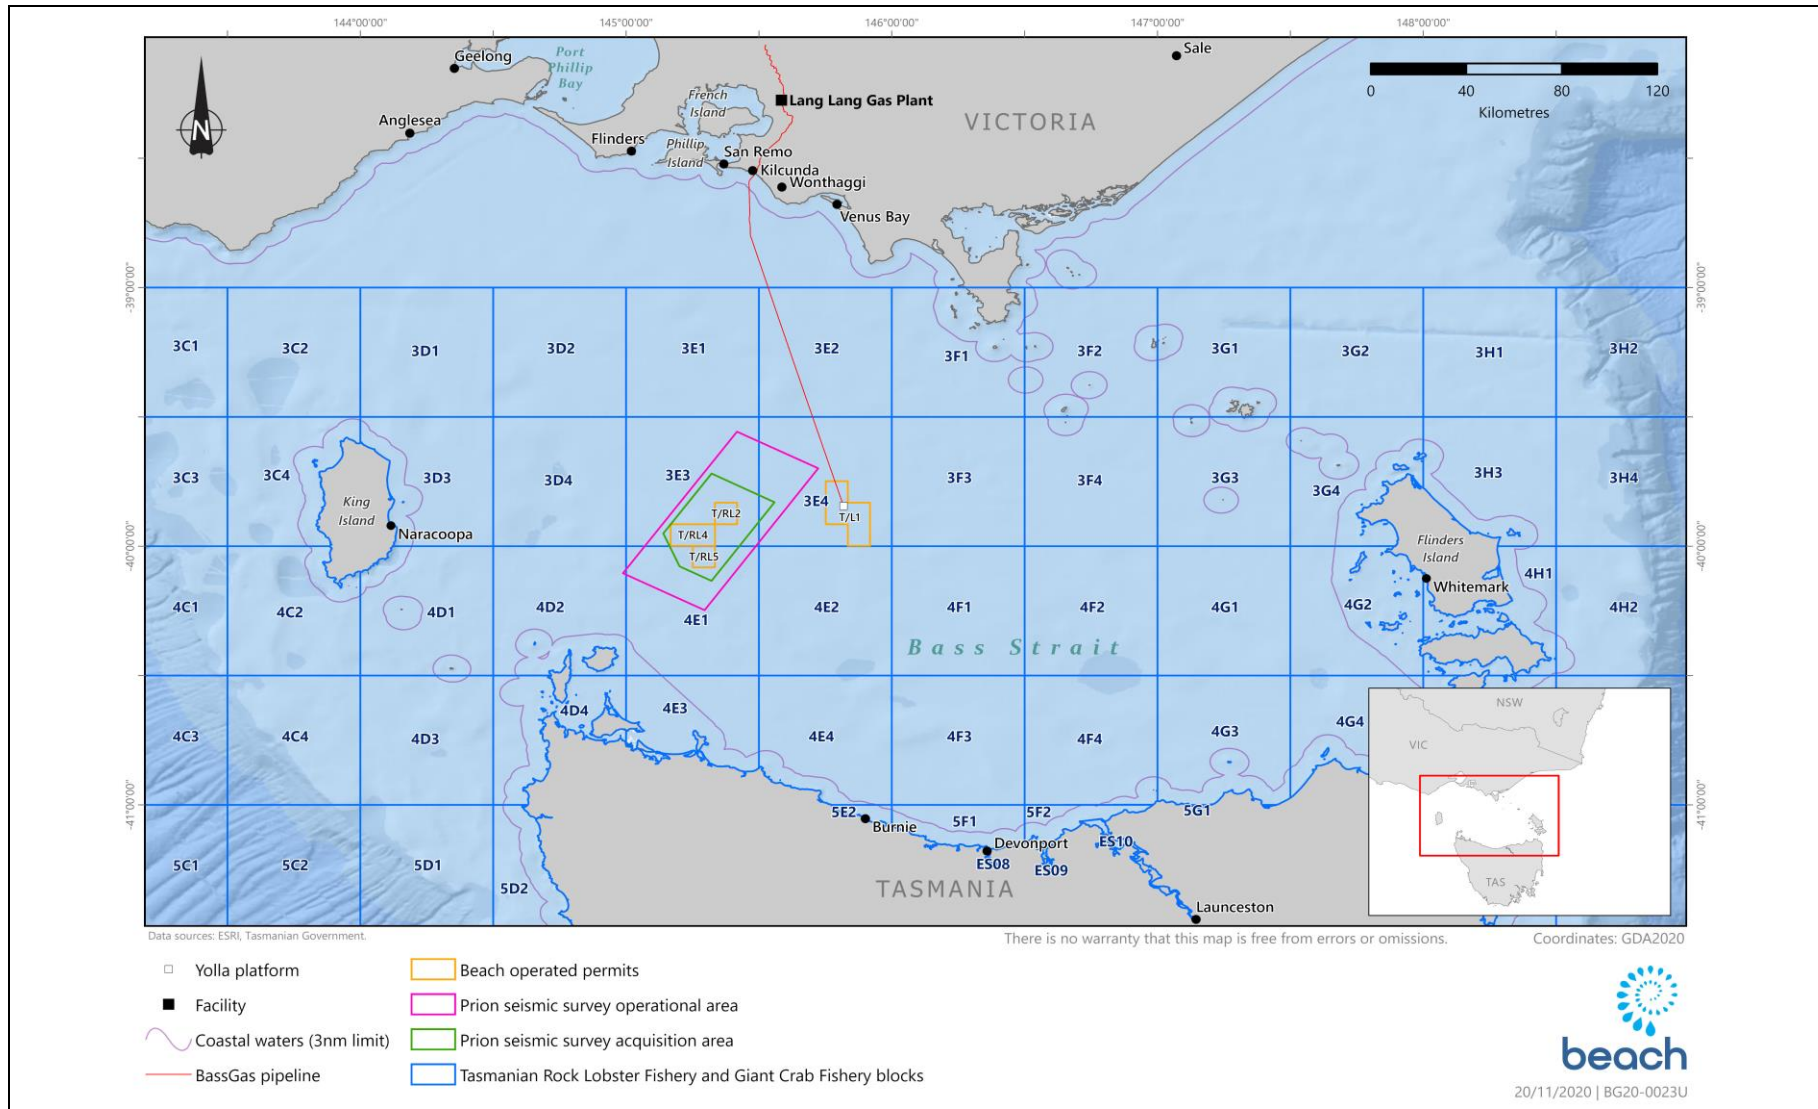 144°00'00"
145°00'00"
146°00'00"
147°00'00"
148°00'00"
Geelong
Port
Phillip
Bay
Sale
0 40 80 120
Kilometres
French
Island
Lang Lang Gas Plant
VICTORIA
Anglesea
Flinders
Phillip
Island
San Remo
Kilcunda
Wonthaggi
Venus Bay
N
-39°00'00"
-39°00'00"
3C1
3C2
3D1
3D2
3E1
3E2
3F1
3F2
3G1
3G2
3H1
3H2
3C3
3C4
3D3
3D4
3E3
3E4
3F3
3F4
3G3
3G4
3H3
3H4
King
Island
Naracoopa
T/RL2
T/RL4
T/RL5
T/L1
-40°00'00"
-40°00'00"
Flinders
Island
Whitemark
4C1
4C2
4D1
4D2
4E1
4E2
4F1
4F2
4G1
4G2
4H1
4H2
Bass Strait
4C3
4C4
4D3
4D4
4E3
4E4
4F3
4F4
4G3
4G4
NSW
VIC
TAS
-41°00'00"
-41°00'00"
5E2
Burnie
5F1
5F2
5G1
Devonport
ES08
ES09
ES10
5C1
5C2
5D1
5D2
TASMANIA
Launceston
Data sources: ESRI, Tasmanian Government.
There is no warranty that this map is free from errors or omissions.
Coordinates: GDA2020
Yolla platform
Facility
Coastal waters (3nm limit)
BassGas pipeline
Beach operated permits
Prion seismic survey operational area
Prion seismic survey acquisition area
Tasmanian Rock Lobster Fishery and Giant Crab Fishery blocks
beach
20/11/2020 | BG20-0023U